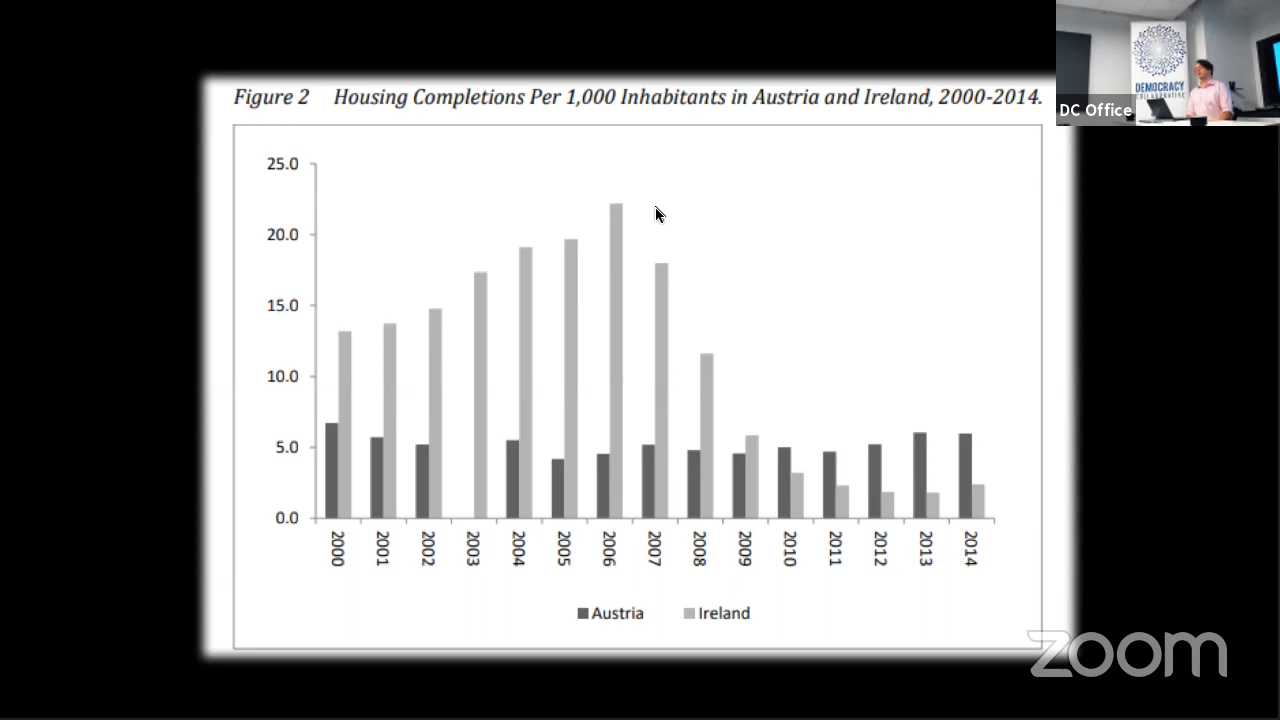 Figure 2 Housing Completions Per 1,000 Inhabitants in Austria and Ireland, 2000-2014.
25.0
20.0
15.0
10.0
5.0
0.0
2000 2001 2002 2003 2004 2005 2006 2007 2008 2009 2010 2011 2012 2013 2014
Austria Ireland
DEMOCRACY
COLLABORATIVE
DC Office
zoom